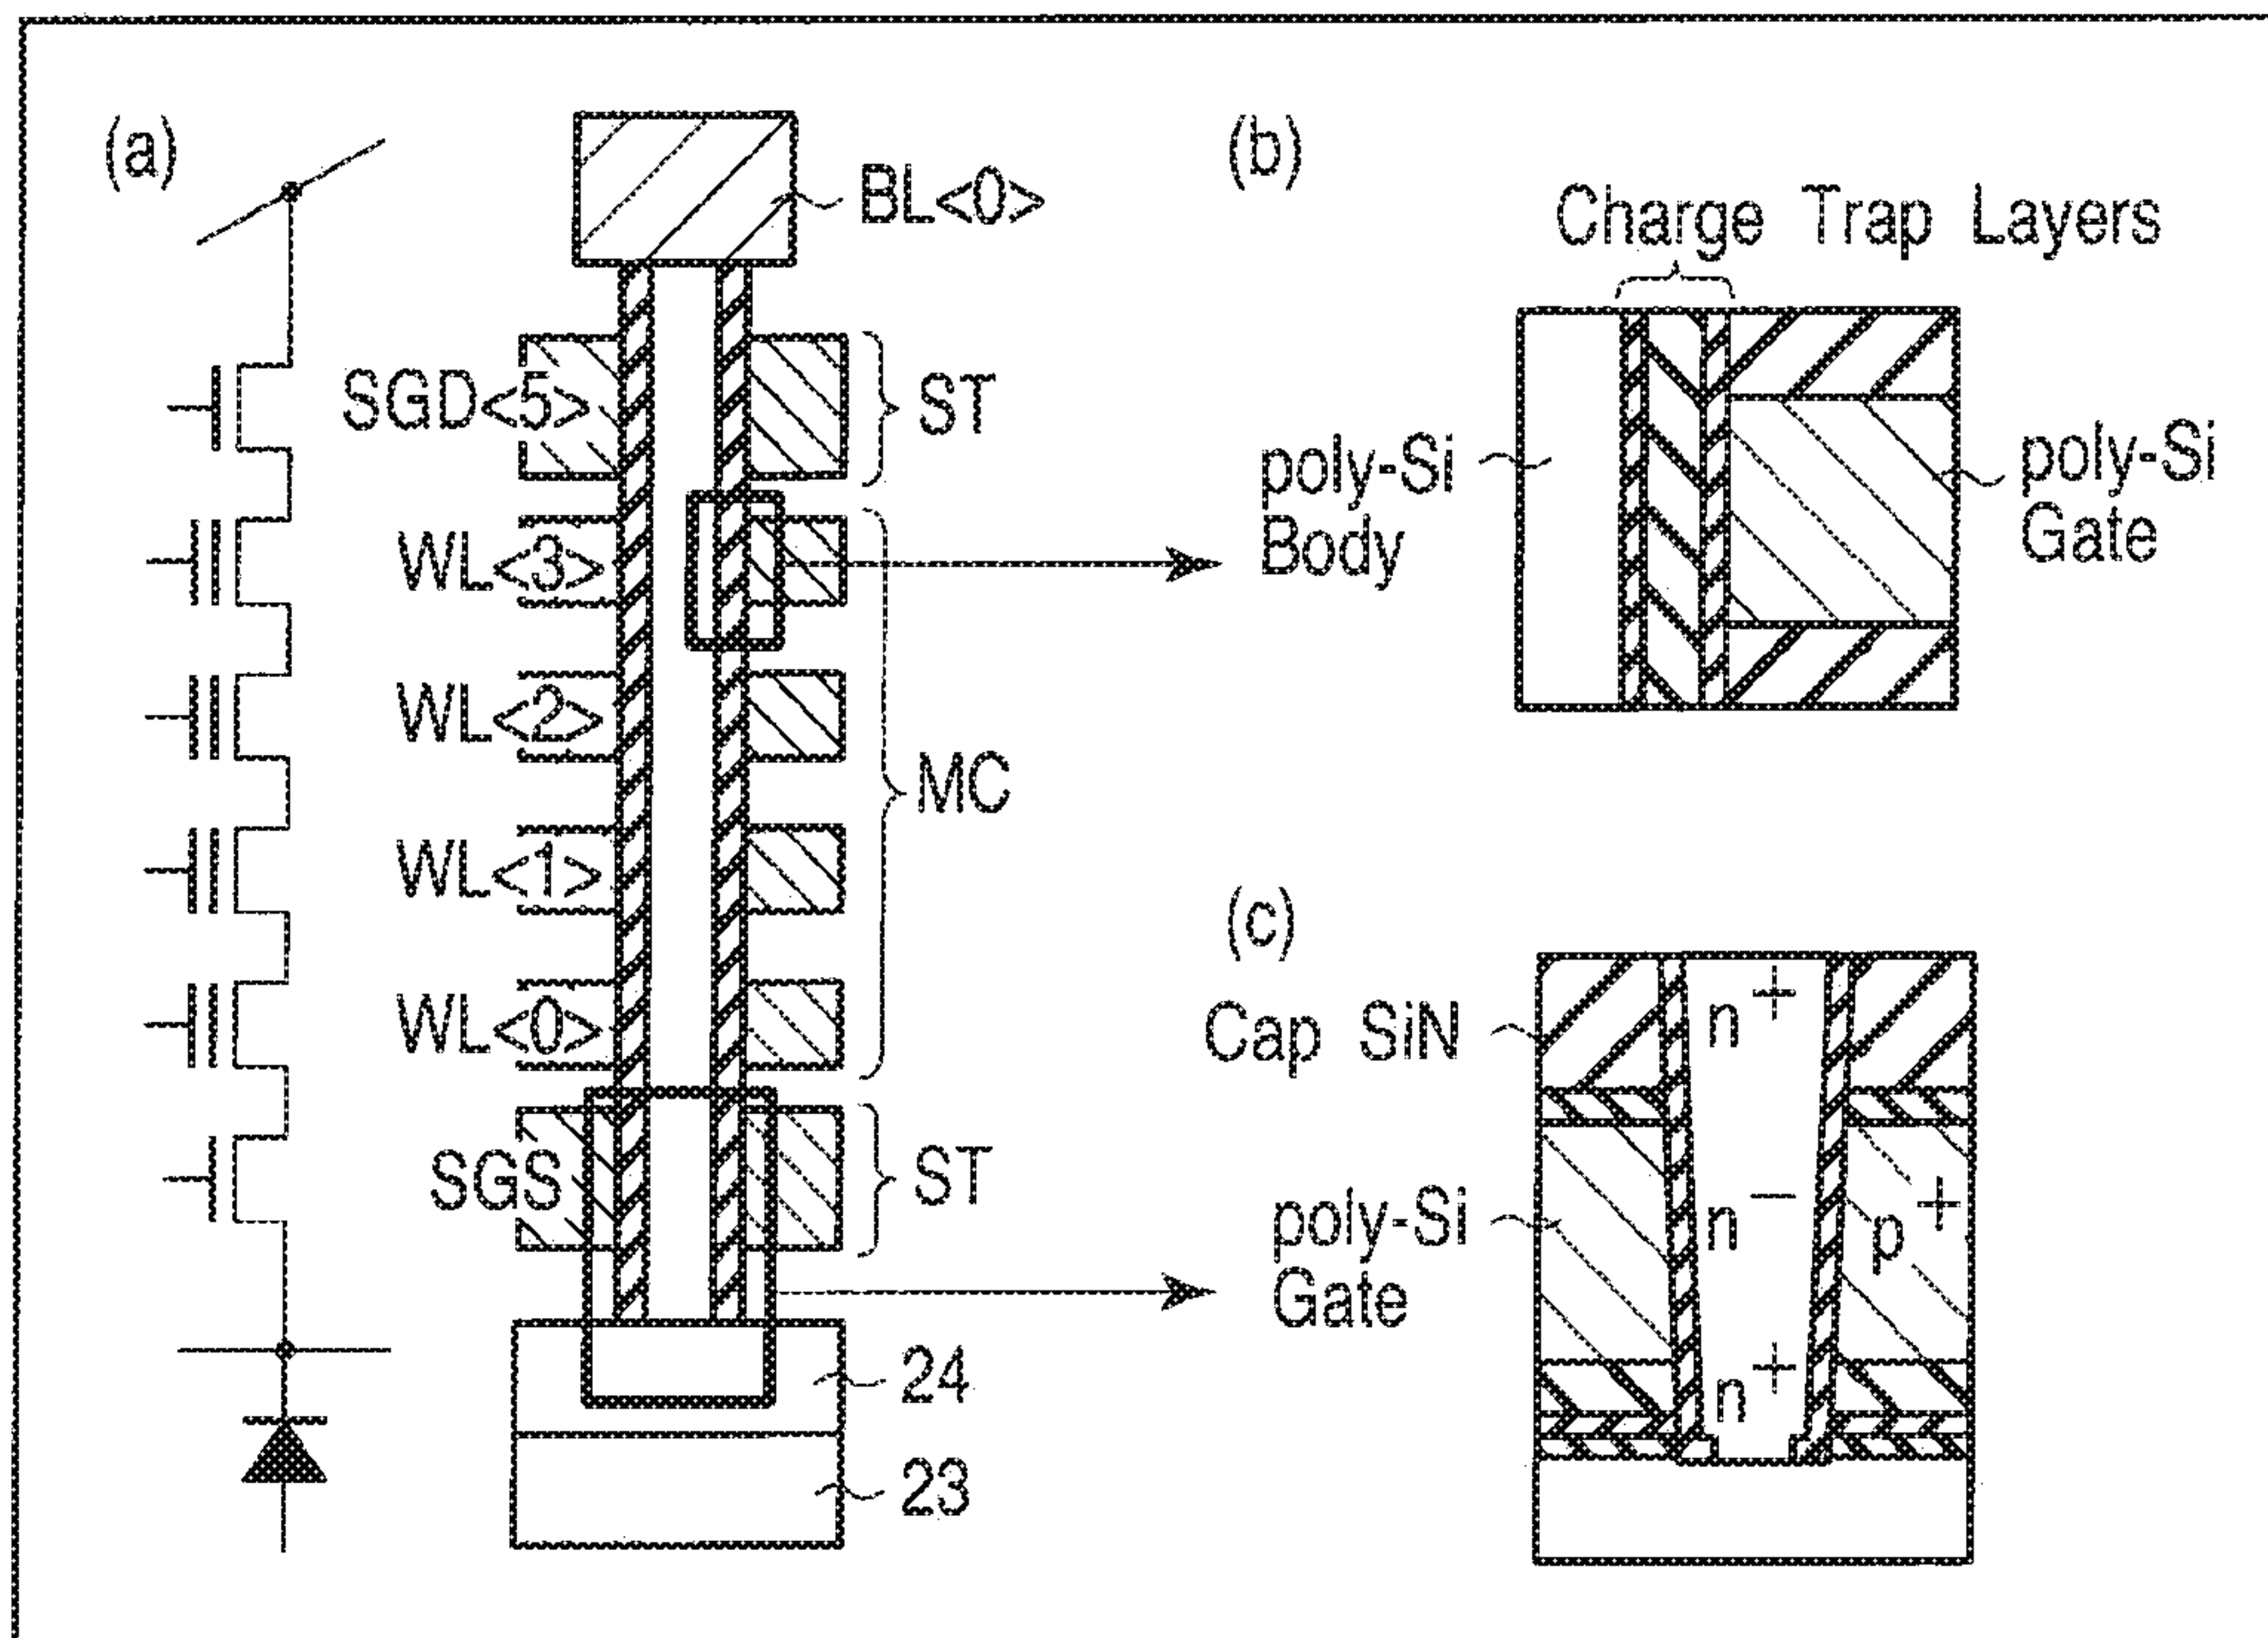 (a)
BL<0>
SGD<5>
ST
WL<3>
WL<2>
MC
WL<1>
WL<0>
SGS
ST
24
23
(b)
Charge Trap Layers
poly-Si
Body
poly-Si
Gate
(c)
Cap SiN
n+
poly-Si
Gate
n−
p+
n+